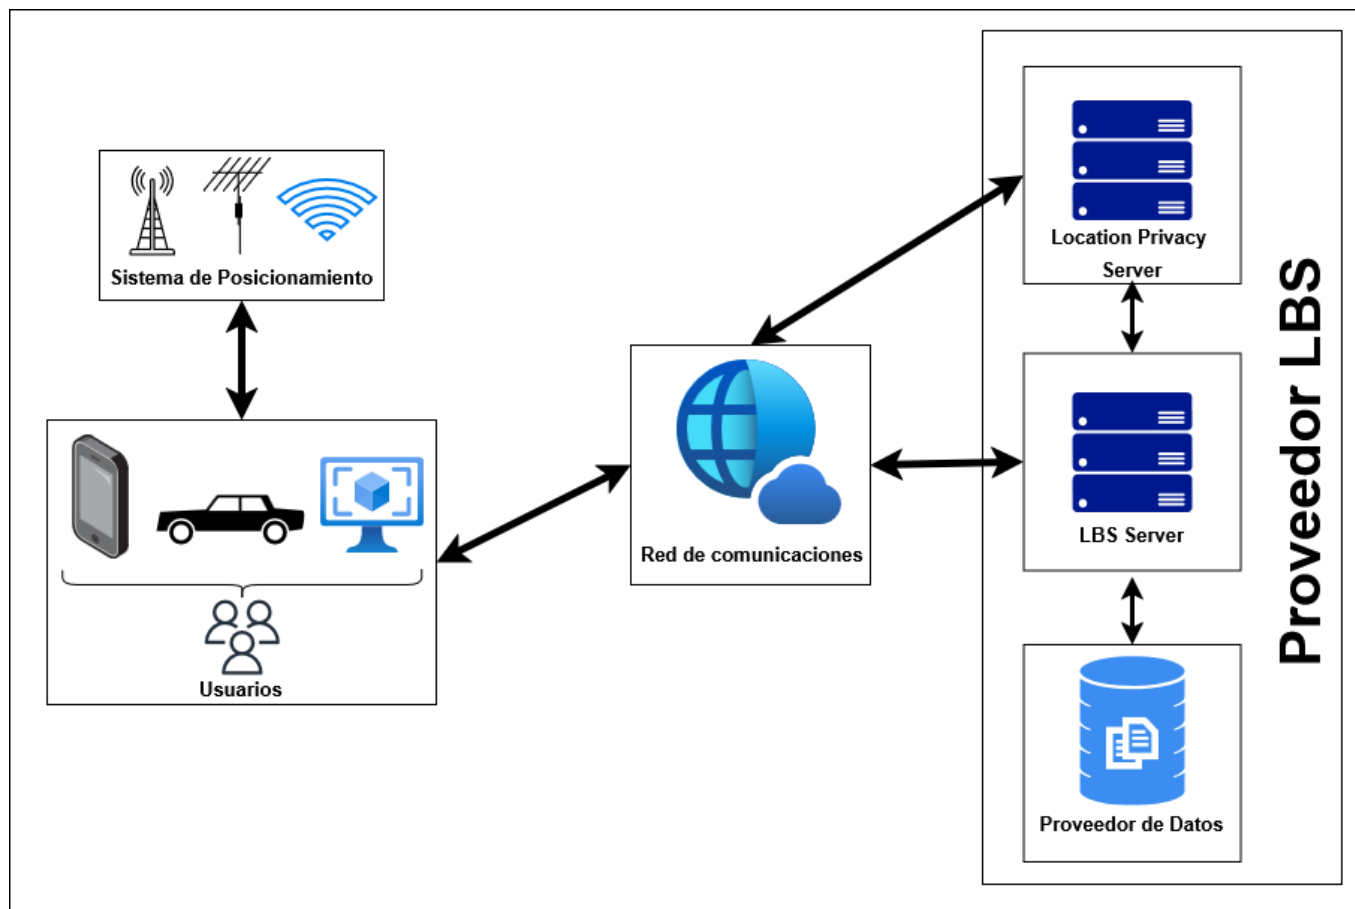 Sistema de Posicionamiento
Usuarios
Red de comunicaciones
Location Privacy
Server
LBS Server
Proveedor de Datos
Proveedor LBS